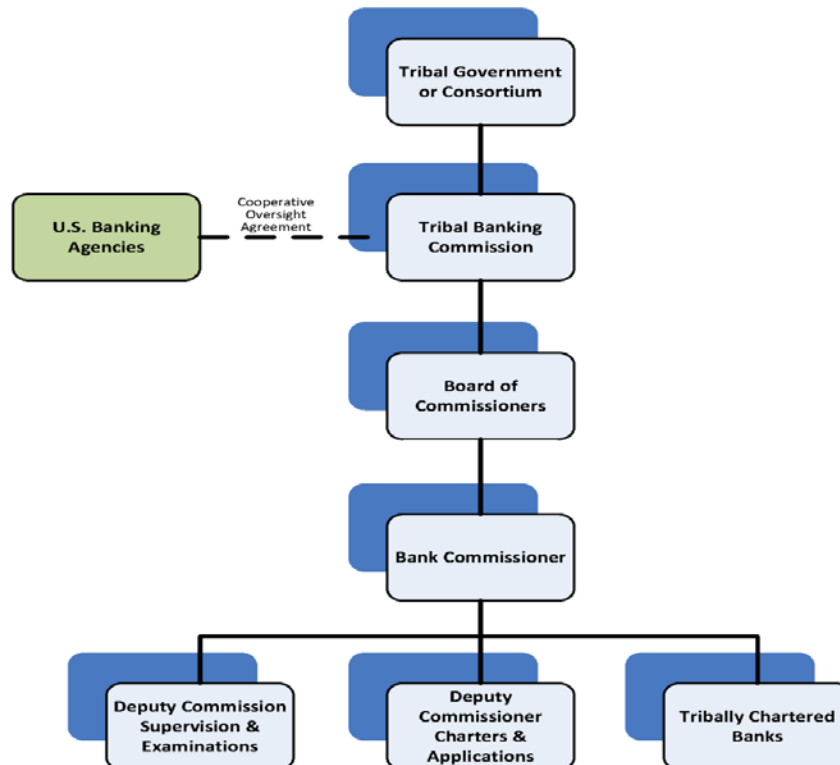 Tribal Government
or Consortium
Cooperative
Oversight
Agreement
U.S. Banking
Agencies
Tribal Banking
Commission
Board of
Commissioners
Bank Commissioner
Deputy Commission
Supervision &
Examinations
Deputy
Commissioner
Charters &
Applications
Tribally Chartered
Banks